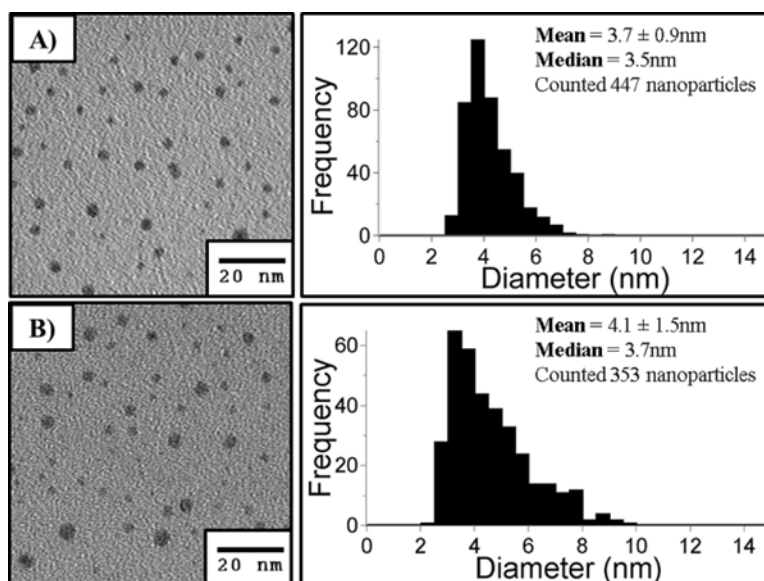 A)
20 nm
Mean = 3.7 ± 0.9nm
Median = 3.5nm
Counted 447 nanoparticles
Frequency
120
80
40
0
0 2 4 6 8 10 12 14
Diameter (nm)
B)
20 nm
Mean = 4.1 ± 1.5nm
Median = 3.7nm
Counted 353 nanoparticles
Frequency
60
40
20
0
0 2 4 6 8 10 12 14
Diameter (nm)